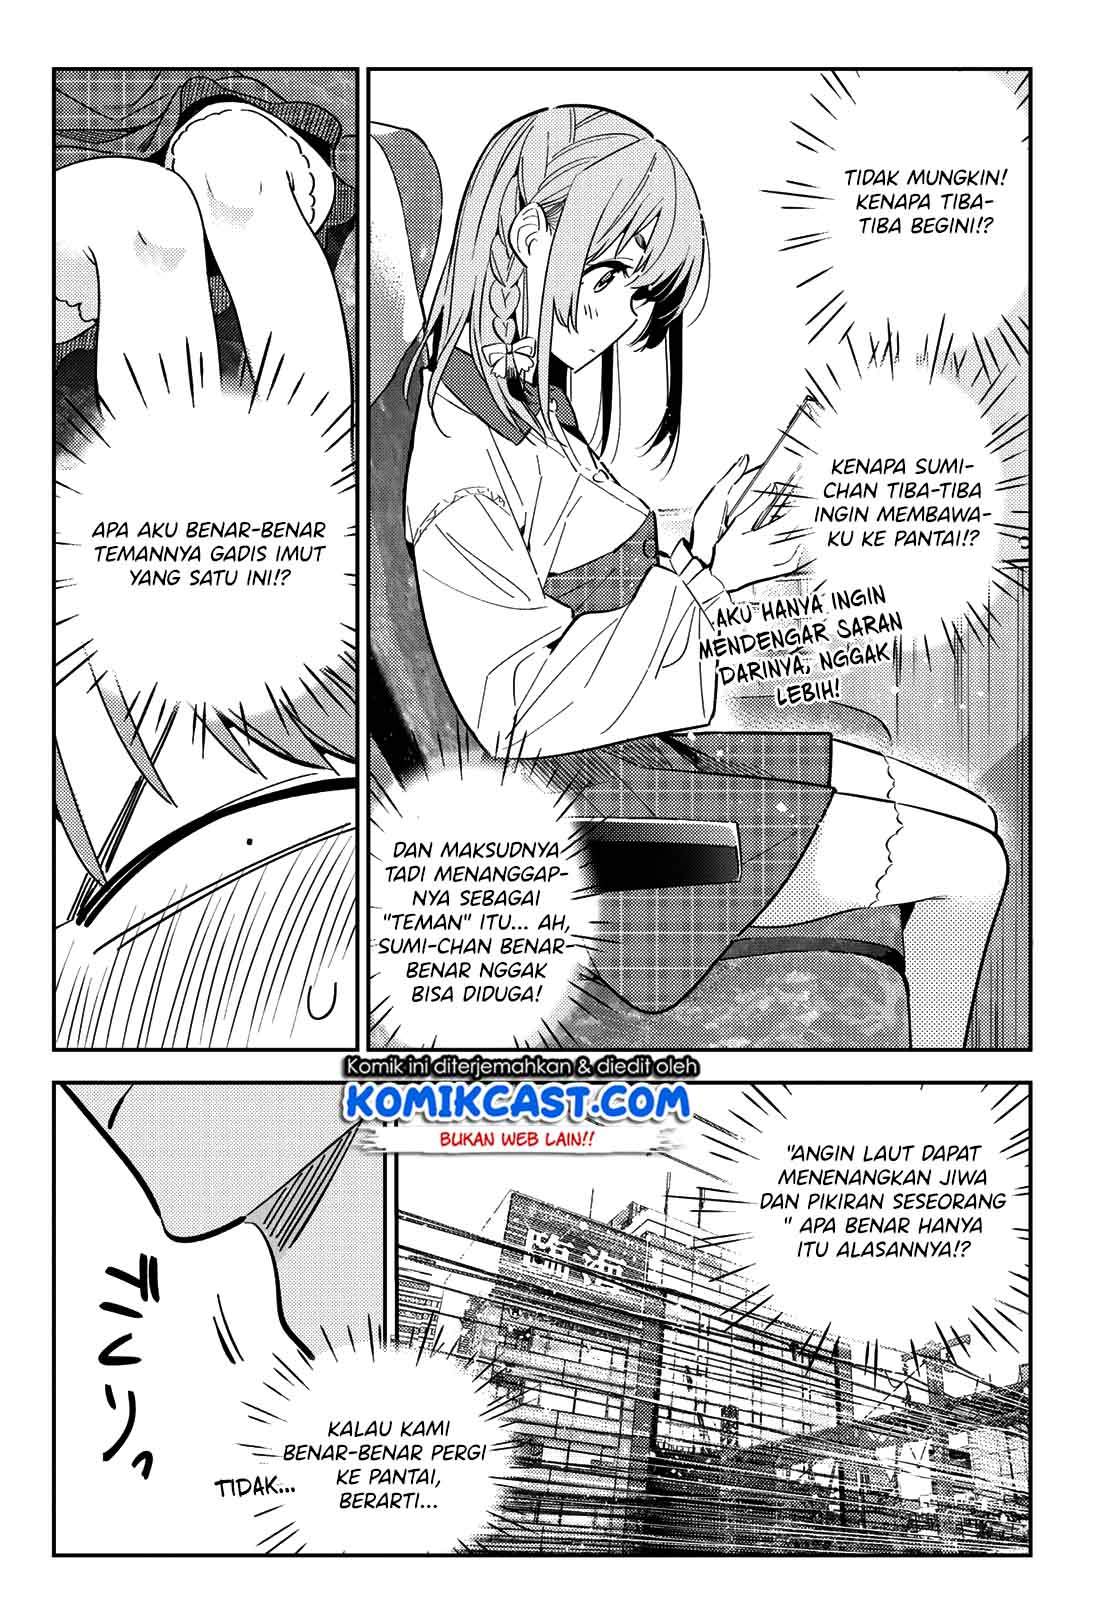 TIDAK MUNGKIN!
KENAPA TIBA-
TIBA BEGINI!?
KENAPA SUMI-
CHAN TIBA-TIBA
INGIN MEMBAWA-
KU KE PANTAI!?
AKU HANYA INGIN
MENDENGAR SARAN
DARINYA, NGGAK
LEBIH!
DAN MAKSUDNYA
TADI MENANGGAP-
NYA SEBAGAI
"TEMAN" ITU... AH,
SUMI-CHAN BENAR-
BENAR NGGAK
BISA DIDUGA!
APA AKU BENAR-BENAR
TEMANNYA GADIS IMUT
YANG SATU INI!?
Komik ini diterjemahkan & diedit oleh
KOMIKCAST.COM
BUKAN WEB LAIN!!
"ANGIN LAUT DAPAT
MENENANGKAN JIWA
DAN PIKIRAN SESEORANG
" APA BENAR HANYA
ITU ALASANNYA!?
臨海
KALAU KAMI
BENAR-BENAR PERGI
KE PANTAI,
BERARTI...
TIDAK...